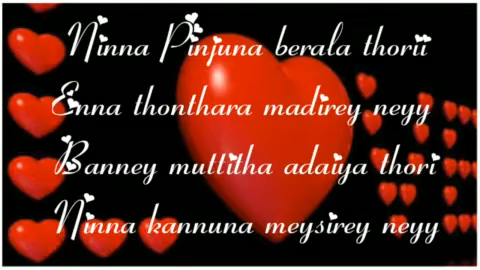 Ninna Pinjuna berala thorii
Enna thonthara madirey neyy
Banney muttitha adaiya thori
Ninna kannuna meysirey neyy